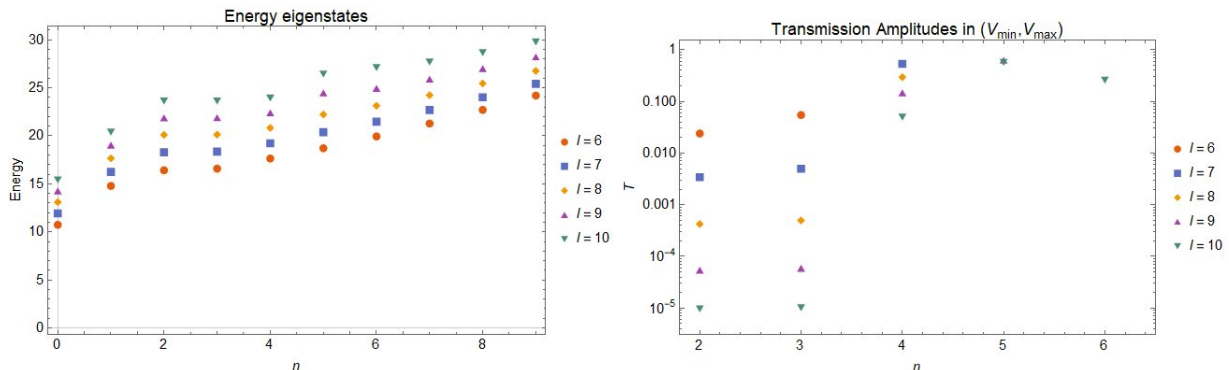 Energy eigenstates
30
25
20
15
10
5
0
Energy
0 2 4 6 8
n
l = 6
l = 7
l = 8
l = 9
l = 10
Transmission Amplitudes in (V_min, V_max)
1
0.100
0.010
0.001
10⁻⁴
10⁻⁵
T
2 3 4 5 6
n
l = 6
l = 7
l = 8
l = 9
l = 10